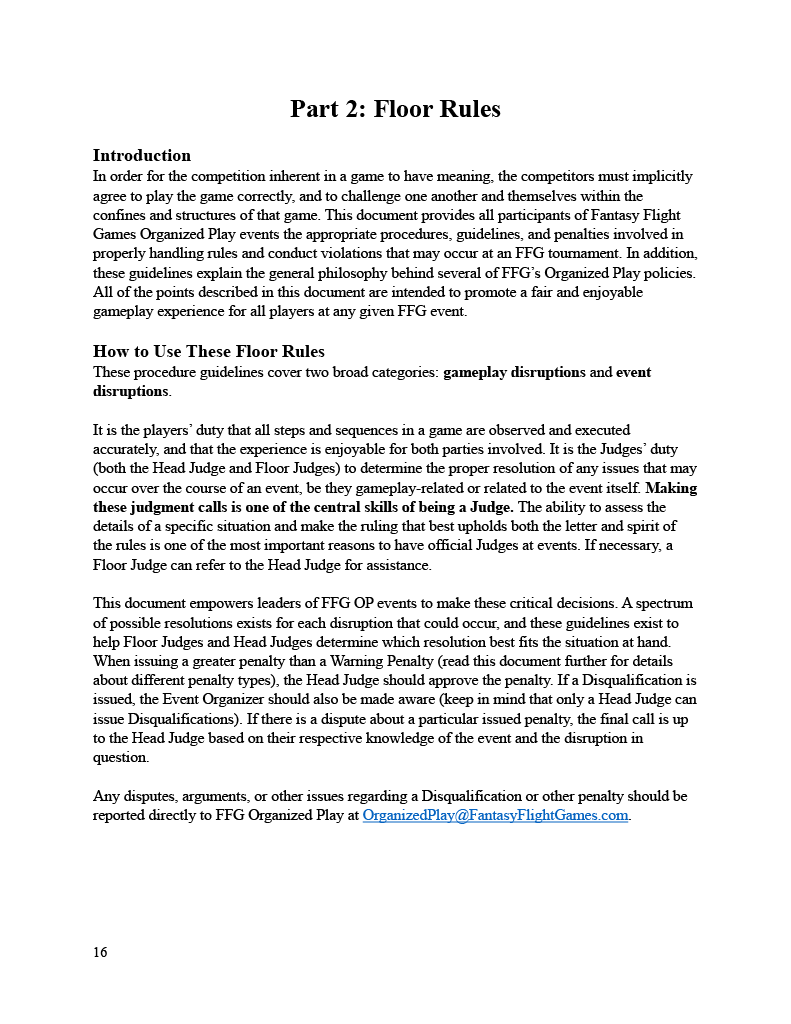 Part 2: Floor Rules
Introduction
In order for the competition inherent in a game to have meaning, the competitors must implicitly
agree to play the game correctly, and to challenge one another and themselves within the
confines and structures of that game. This document provides all participants of Fantasy Flight
Games Organized Play events the appropriate procedures, guidelines, and penalties involved in
properly handling rules and conduct violations that may occur at an FFG tournament. In addition,
these guidelines explain the general philosophy behind several of FFG’s Organized Play policies.
All of the points described in this document are intended to promote a fair and enjoyable
gameplay experience for all players at any given FFG event.
How to Use These Floor Rules
These procedure guidelines cover two broad categories: gameplay disruptions and event
disruptions.
It is the players’ duty that all steps and sequences in a game are observed and executed
accurately, and that the experience is enjoyable for both parties involved. It is the Judges’ duty
(both the Head Judge and Floor Judges) to determine the proper resolution of any issues that may
occur over the course of an event, be they gameplay-related or related to the event itself. Making
these judgment calls is one of the central skills of being a Judge. The ability to assess the
details of a specific situation and make the ruling that best upholds both the letter and spirit of
the rules is one of the most important reasons to have official Judges at events. If necessary, a
Floor Judge can refer to the Head Judge for assistance.
This document empowers leaders of FFG OP events to make these critical decisions. A spectrum
of possible resolutions exists for each disruption that could occur, and these guidelines exist to
help Floor Judges and Head Judges determine which resolution best fits the situation at hand.
When issuing a greater penalty than a Warning Penalty (read this document further for details
about different penalty types), the Head Judge should approve the penalty. If a Disqualification is
issued, the Event Organizer should also be made aware (keep in mind that only a Head Judge can
issue Disqualifications). If there is a dispute about a particular issued penalty, the final call is up
to the Head Judge based on their respective knowledge of the event and the disruption in
question.
Any disputes, arguments, or other issues regarding a Disqualification or other penalty should be
reported directly to FFG Organized Play at OrganizedPlay@FantasyFlightGames.com.
16